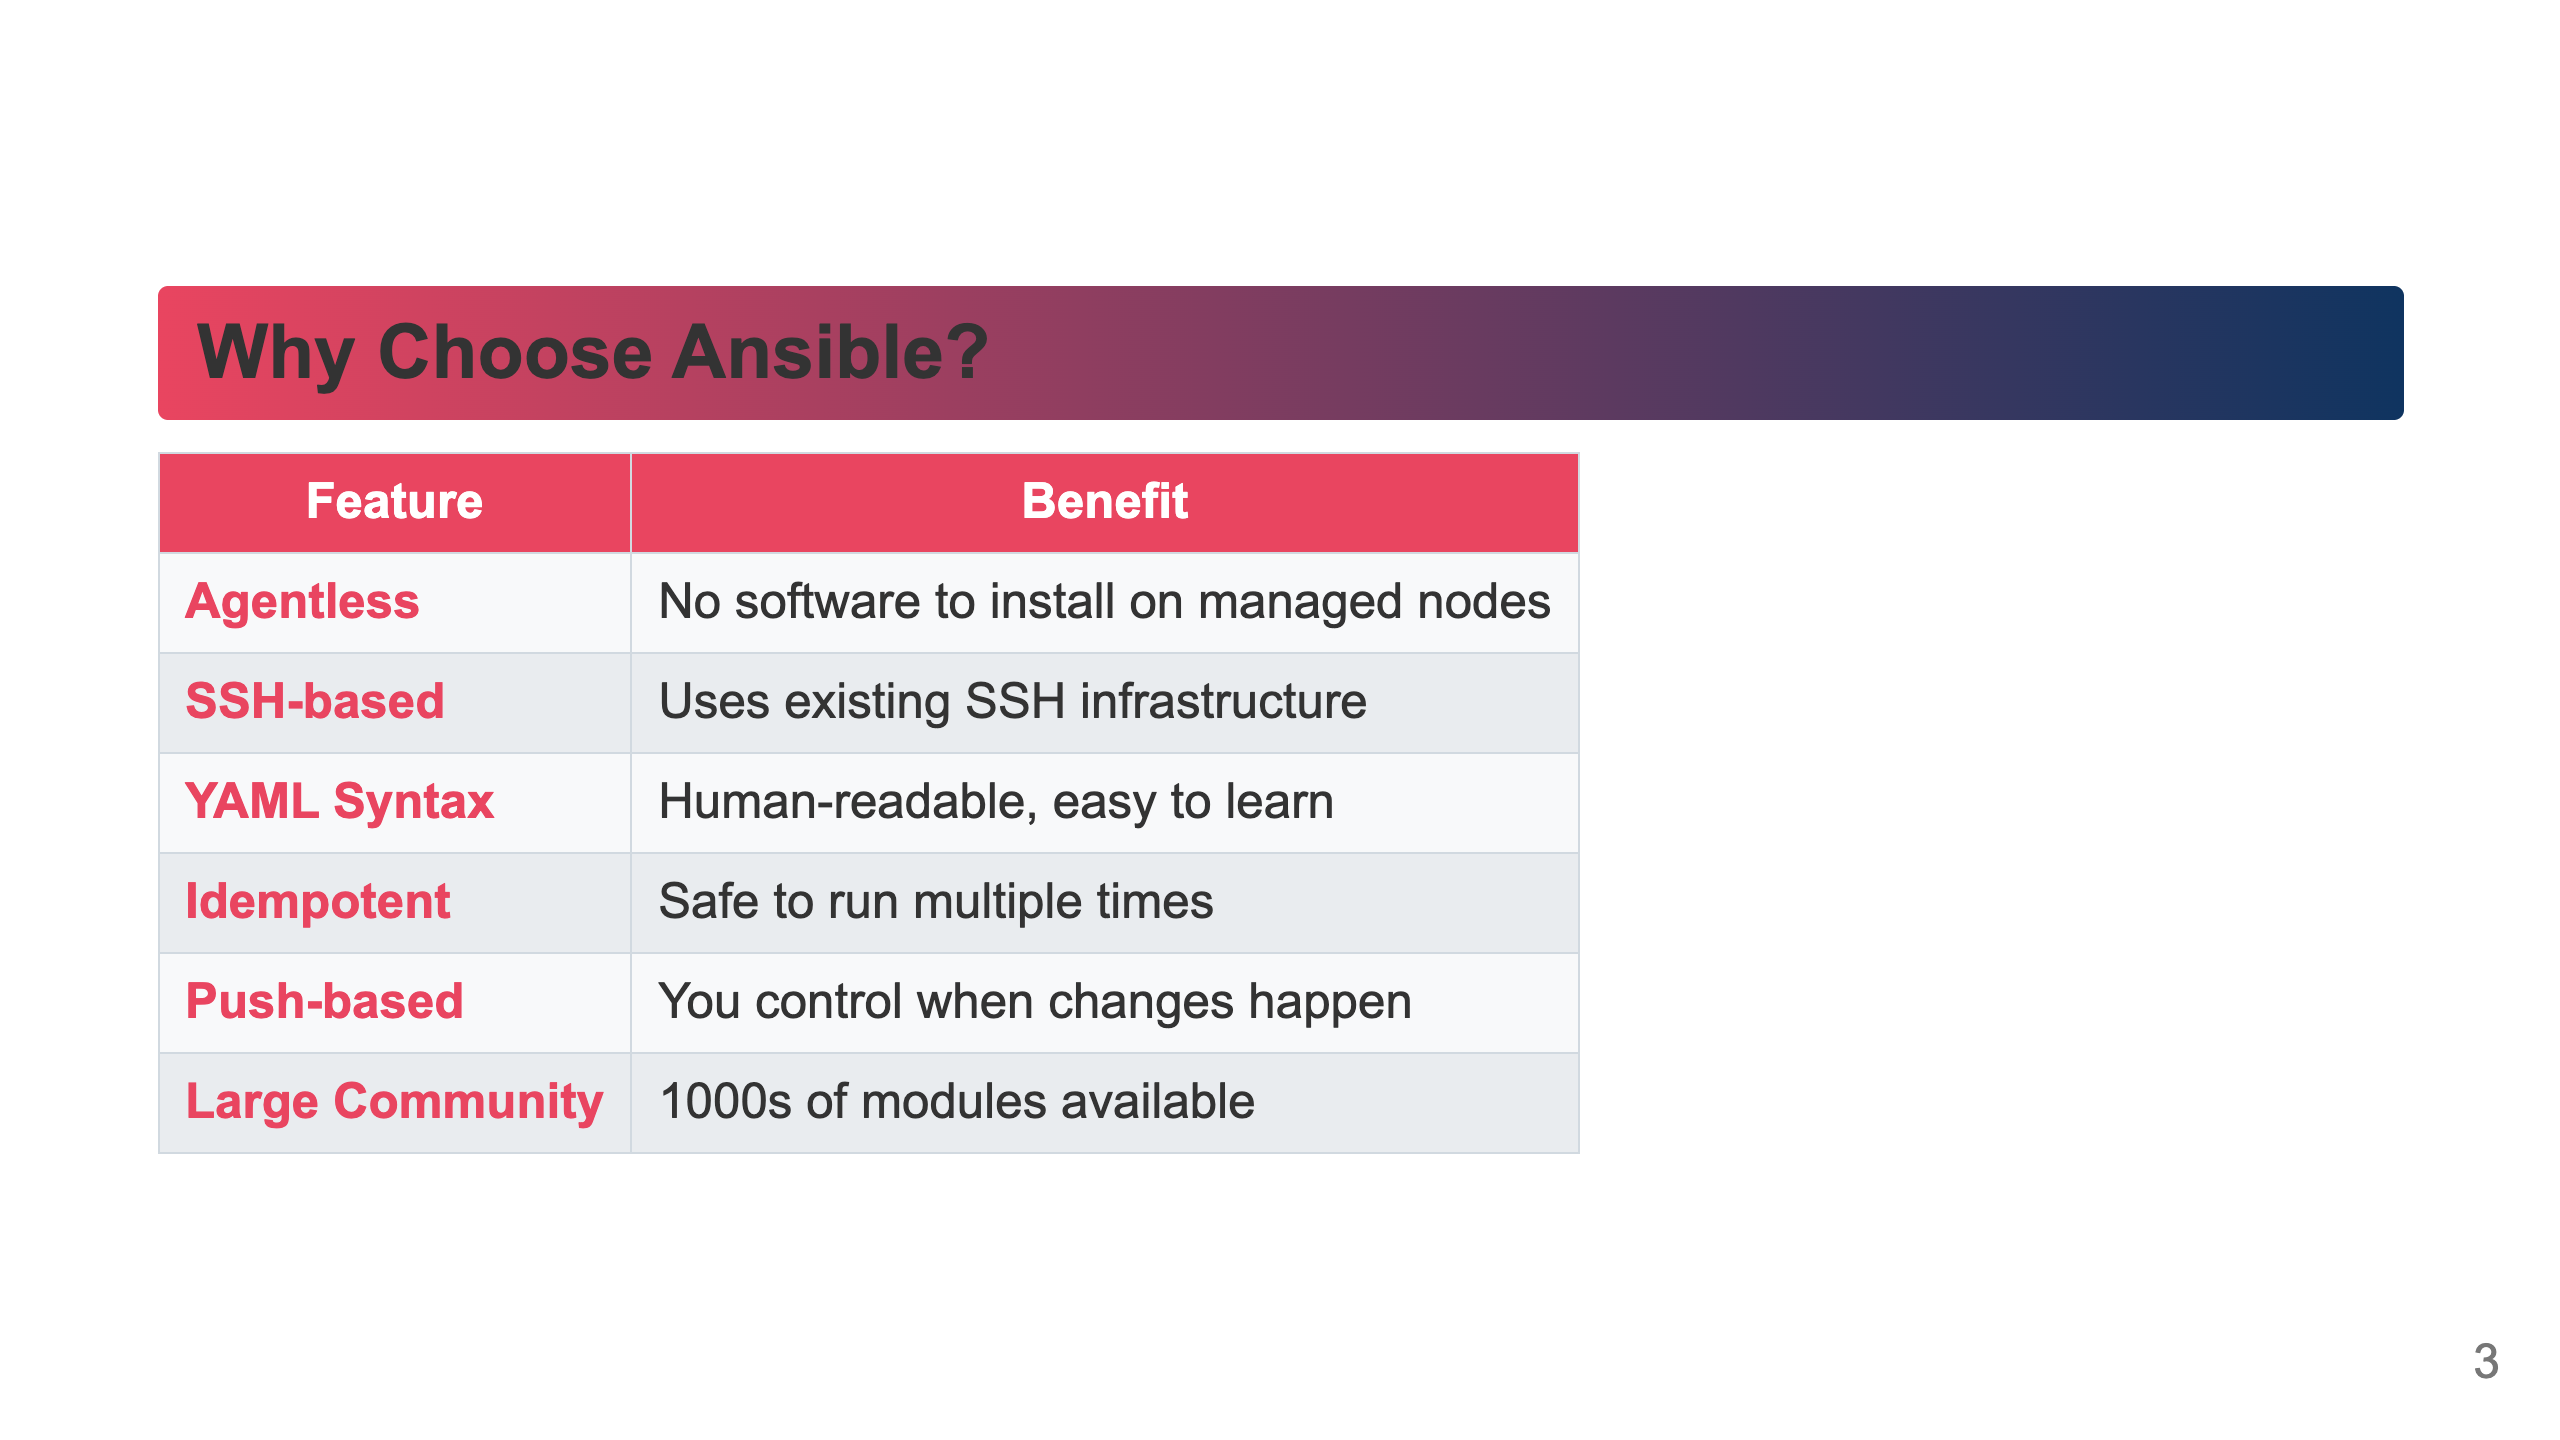 Why Choose Ansible?
Feature Benefit
Agentless No software to install on managed nodes
SSH-based Uses existing SSH infrastructure
YAML Syntax Human-readable, easy to learn
Idempotent Safe to run multiple times
Push-based You control when changes happen
Large Community 1000s of modules available
3